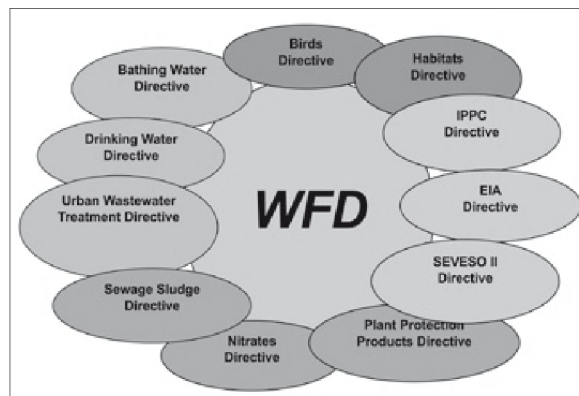 Birds
Directive
Habitats
Directive
IPPC
Directive
EIA
Directive
SEVESO II
Directive
Plant Protection
Products Directive
Nitrates
Directive
Sewage Sludge
Directive
Urban Wastewater
Treatment Directive
Drinking Water
Directive
Bathing Water
Directive
WFD